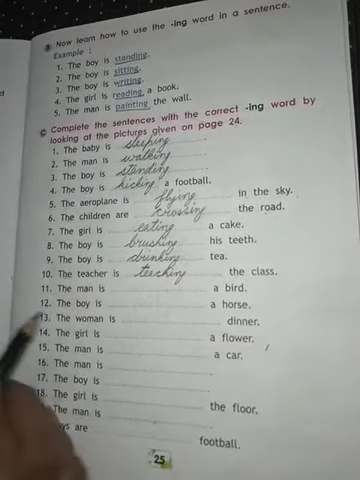 B Now learn how to use the -ing word in a sentence.
Example :
1. The boy is standing.
2. The boy is sitting.
3. The boy is writing.
4. The girl is reading a book.
5. The man is painting the wall.
C Complete the sentences with the correct -ing word by
looking at the pictures given on page 24.
1. The baby is sleeping.
2. The man is walking.
3. The boy is standing.
4. The boy is kicking a football.
5. The aeroplane is flying in the sky.
6. The children are crossing the road.
7. The girl is eating a cake.
8. The boy is brushing his teeth.
9. The boy is drinking tea.
10. The teacher is teaching the class.
11. The man is a bird.
12. The boy is a horse.
13. The woman is dinner.
14. The girl is a flower.
15. The man is a car.
16. The man is
17. The boy is
18. The girl is
The man is the floor.
are football.
25